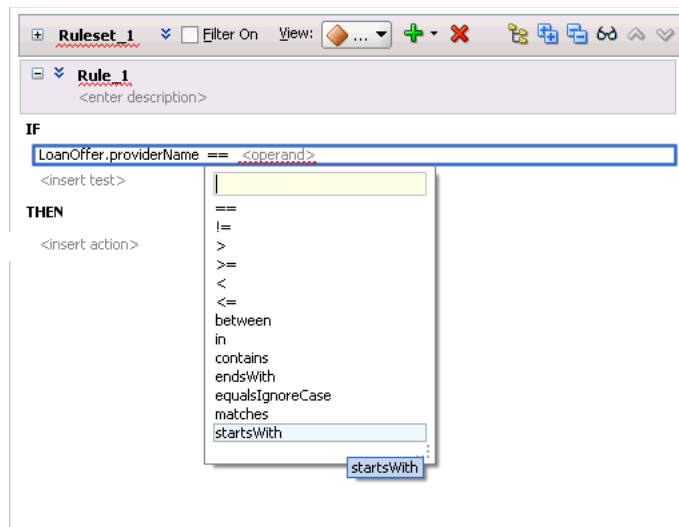 Ruleset_1 Filter On View: ...
Rule_1
<enter description>
IF
LoanOffer.providerName == <operand>
<insert test>
==
!=
>
>=
<
<=
between
in
contains
endsWith
equalsIgnoreCase
matches
startsWith
startsWith
THEN
<insert action>